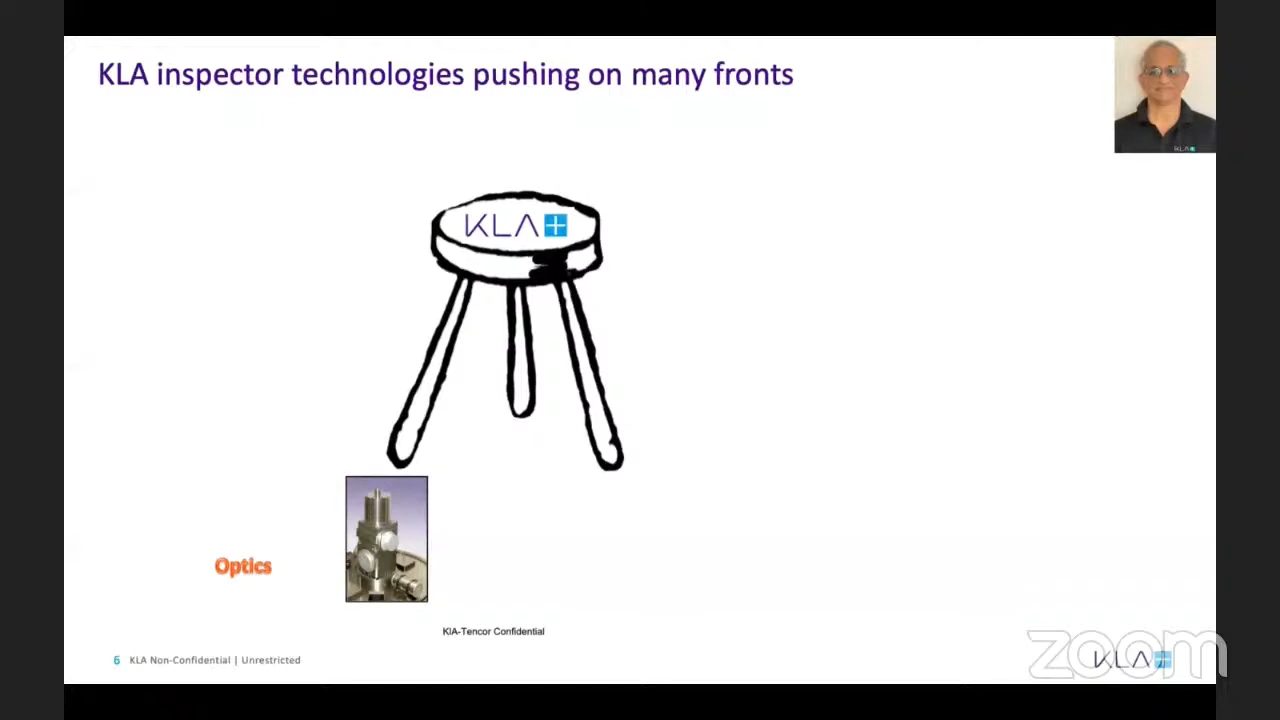 KLA inspector technologies pushing on many fronts
KLA
KLA
Optics
KIA-Tencor Confidential
6 KLA Non-Confidential | Unrestricted
zoom
KLA